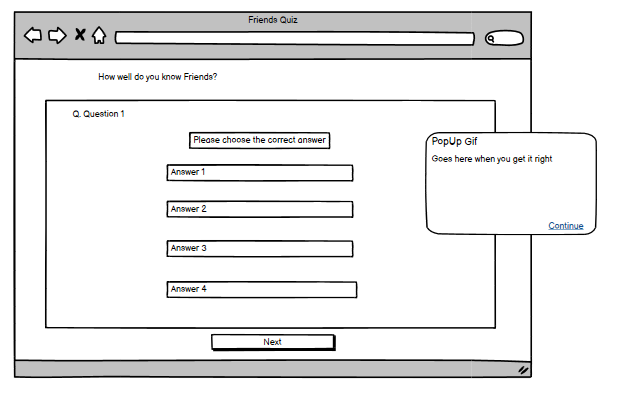 Friends Quiz
How well do you know Friends?
Q. Question 1
Please choose the correct answer
PopUp Gif
Goes here when you get it right
Answer 1
Answer 2
Continue
Answer 3
Answer 4
Next